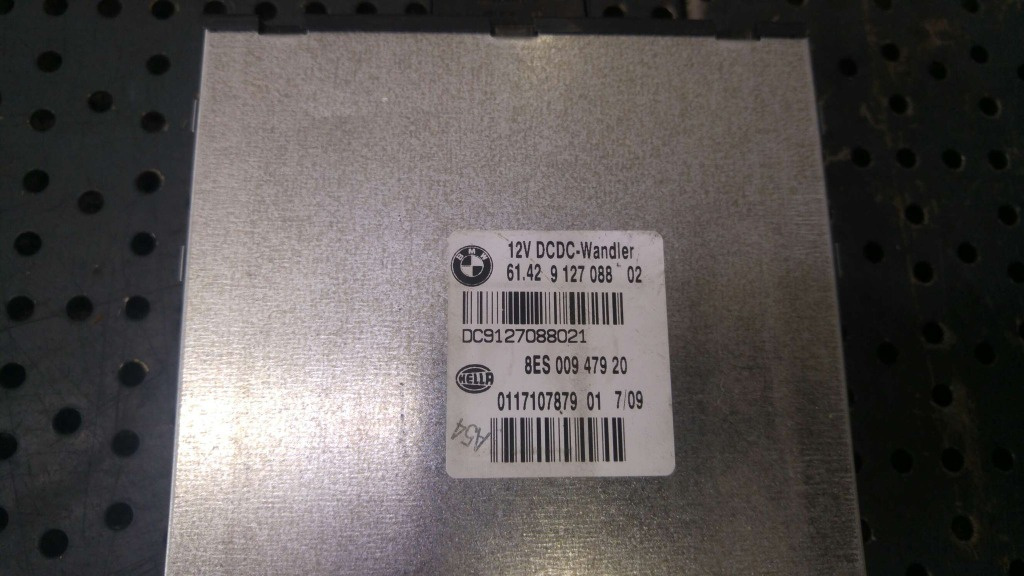 BMW
12V DCDC-Wandler
61.42 9 127 088 02
DC9127088021
8ES 009 479 20
HELLA
0117107879 01 7/09
A54